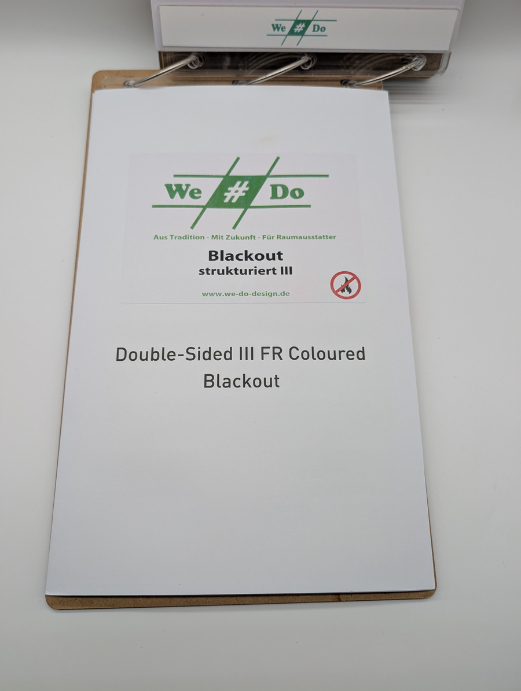 We # Do
We # Do
Aus Tradition - Mit Zukunft - Für Raumausstatter
Blackout
strukturiert III
www.we-do-design.de
Double-Sided III FR Coloured
Blackout